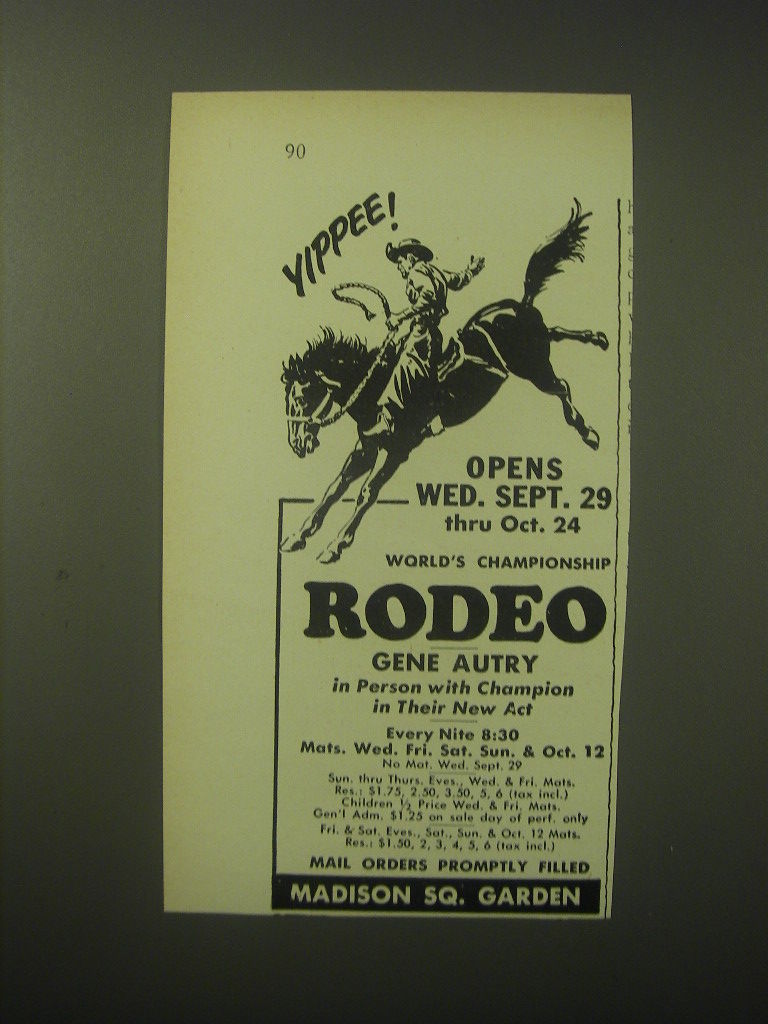 90
YIPPEE!
OPENS
WED. SEPT. 29
thru Oct. 24
WORLD'S CHAMPIONSHIP
RODEO
GENE AUTRY
in Person with Champion
in Their New Act
Every Nite 8:30
Mats. Wed. Fri. Sat. Sun. & Oct. 12
No Mat. Wed. Sept. 29
Sun. thru Thurs. Eves., Wed. & Fri. Mats.
Res.: $1.75, 2.50, 3.50, 5, 6 (tax incl.)
Children ½ Price Wed. & Fri. Mats.
Gen'l Adm. $1.25 on sale day of perf. only
Fri. & Sat. Eves., Sat., Sun. & Oct. 12 Mats.
Res.: $1.50, 2, 3, 4, 5, 6 (tax incl.)
MAIL ORDERS PROMPTLY FILLED
MADISON SQ. GARDEN